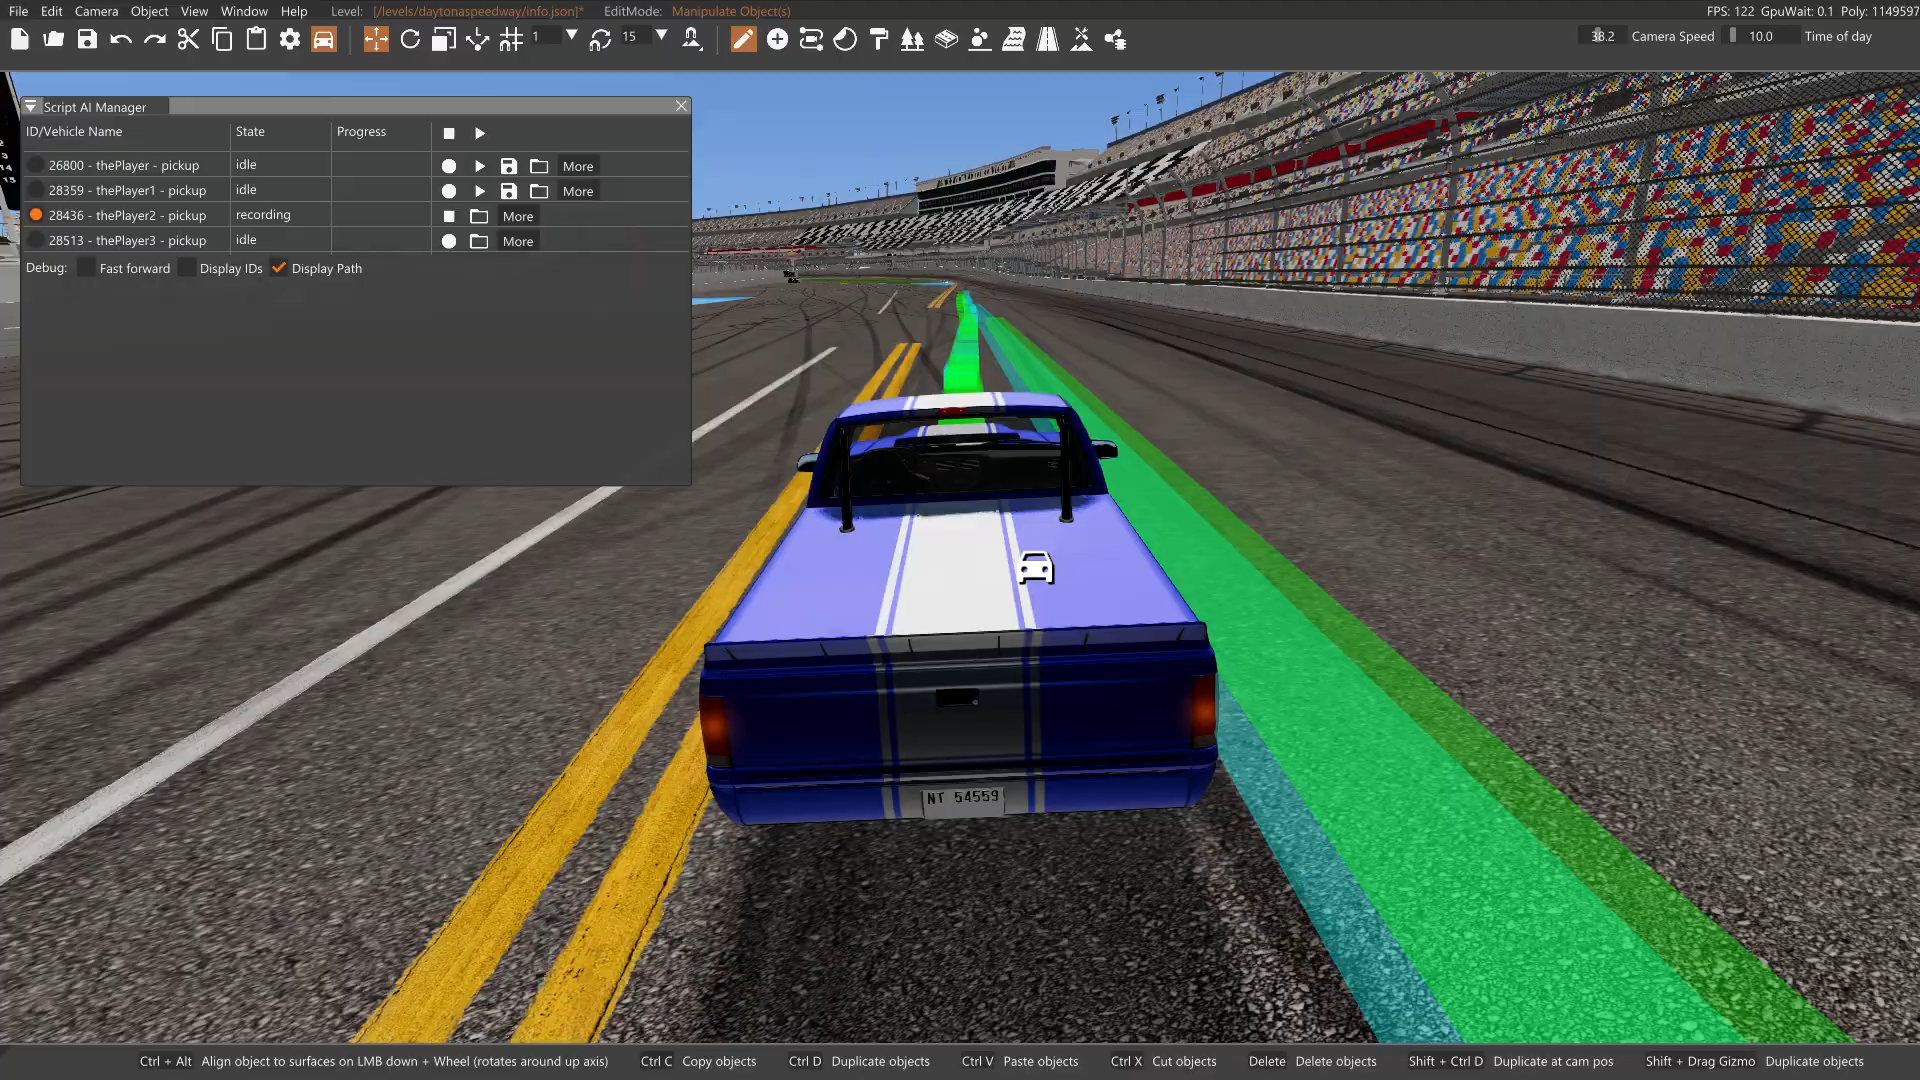 File Edit Camera Object View Window Help Level: [/levels/daytonaspeedway/info.json]* EditMode: Manipulate Object(s) FPS: 122 GpuWait: 0.1 Poly: 1149597
1 15 38.2 Camera Speed 10.0 Time of day
Script AI Manager
ID/Vehicle Name State Progress
26800 - thePlayer - pickup idle More
28359 - thePlayer1 - pickup idle More
28436 - thePlayer2 - pickup recording More
28513 - thePlayer3 - pickup idle More
Debug: Fast forward Display IDs Display Path
NT 54559
Ctrl + Alt Align object to surfaces on LMB down + Wheel (rotates around up axis) Ctrl C Copy objects Ctrl D Duplicate objects Ctrl V Paste objects Ctrl X Cut objects Delete Delete objects Shift + Ctrl D Duplicate at cam pos Shift + Drag Gizmo Duplicate objects